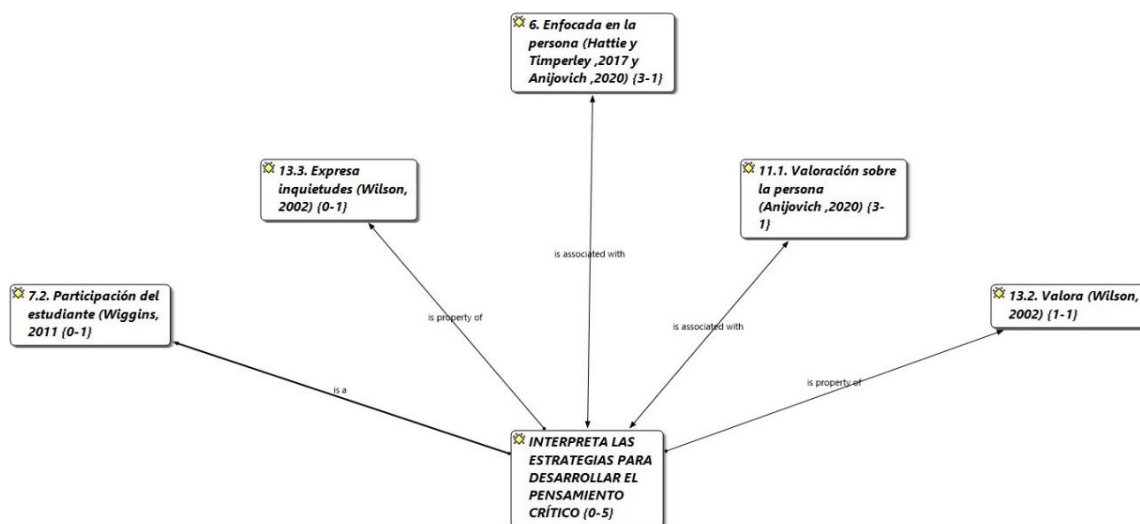 6. Enfocada en la
persona (Hattie y
Timperley ,2017 y
Anijovich ,2020) {3-1}
13.3. Expresa
inquietudes (Wilson,
2002) {0-1}
11.1. Valoración sobre
la persona
(Anijovich ,2020) {3-
1}
is associated with
7.2. Participación del
estudiante (Wiggins,
2011 {0-1}
13.2. Valora (Wilson,
2002) {1-1}
is property of
is associated with
is a
is property of
INTERPRETA LAS
ESTRATEGIAS PARA
DESARROLLAR EL
PENSAMIENTO
CRÍTICO {0-5}